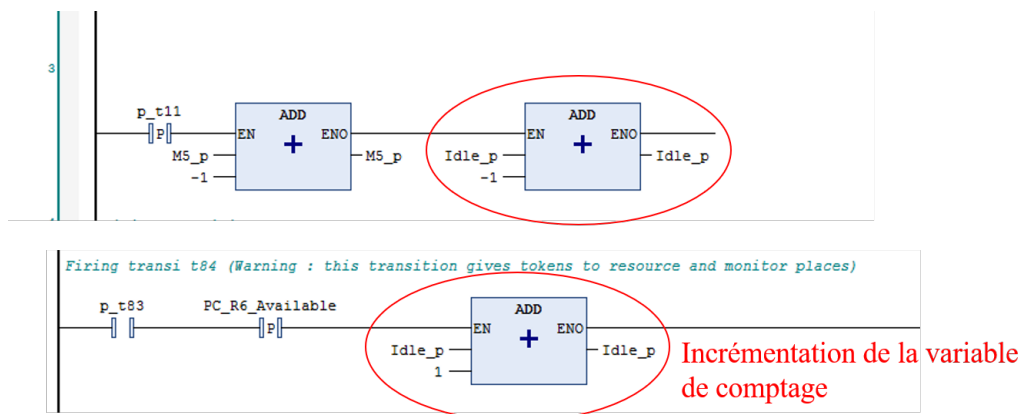 3
p_t11
ADD
ADD
EN ENO
EN ENO
M5_p
M5_p
Idle_p
Idle_p
-1
-1
Firing transi t84 (Warning : this transition gives tokens to resource and monitor places)
p_t83
PC_R6_Available
ADD
P
P
EN ENO
Idle_p
Idle_p
1
Incrémentation de la variable
de comptage